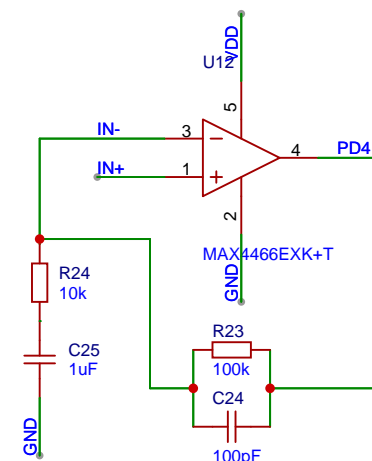 VDD
U12
5
IN-
3
4
PD4
IN+
1
2
MAX4466EXK+T
GND
R24
10k
R23
100k
C25
1uF
C24
100pF
GND